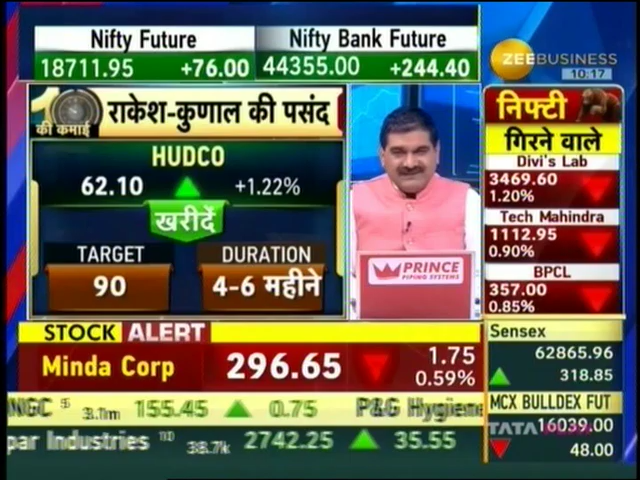 Nifty Future
18711.95 +76.00
Nifty Bank Future
44355.00 +244.40
ZEEBUSINESS
10:17
की कमाई
राकेश-कुणाल की पसंद
HUDCO
62.10 +1.22%
खरीदें
TARGET
90
DURATION
4-6 महीने
PRINCE
PIPING SYSTEMS
निफ्टी
गिरने वाले
Divi's Lab
3469.60
1.20%
Tech Mahindra
1112.95
0.90%
BPCL
357.00
0.85%
STOCK ALERT
Minda Corp 296.65 1.75
0.59%
Sensex
62865.96
318.85
MCX BULLDEX FUT
16039.00
TATA PLAY
48.00
NGC 3.1m 155.45 0.75 P&G Hygiene
par Industries 38.7k 2742.25 35.55